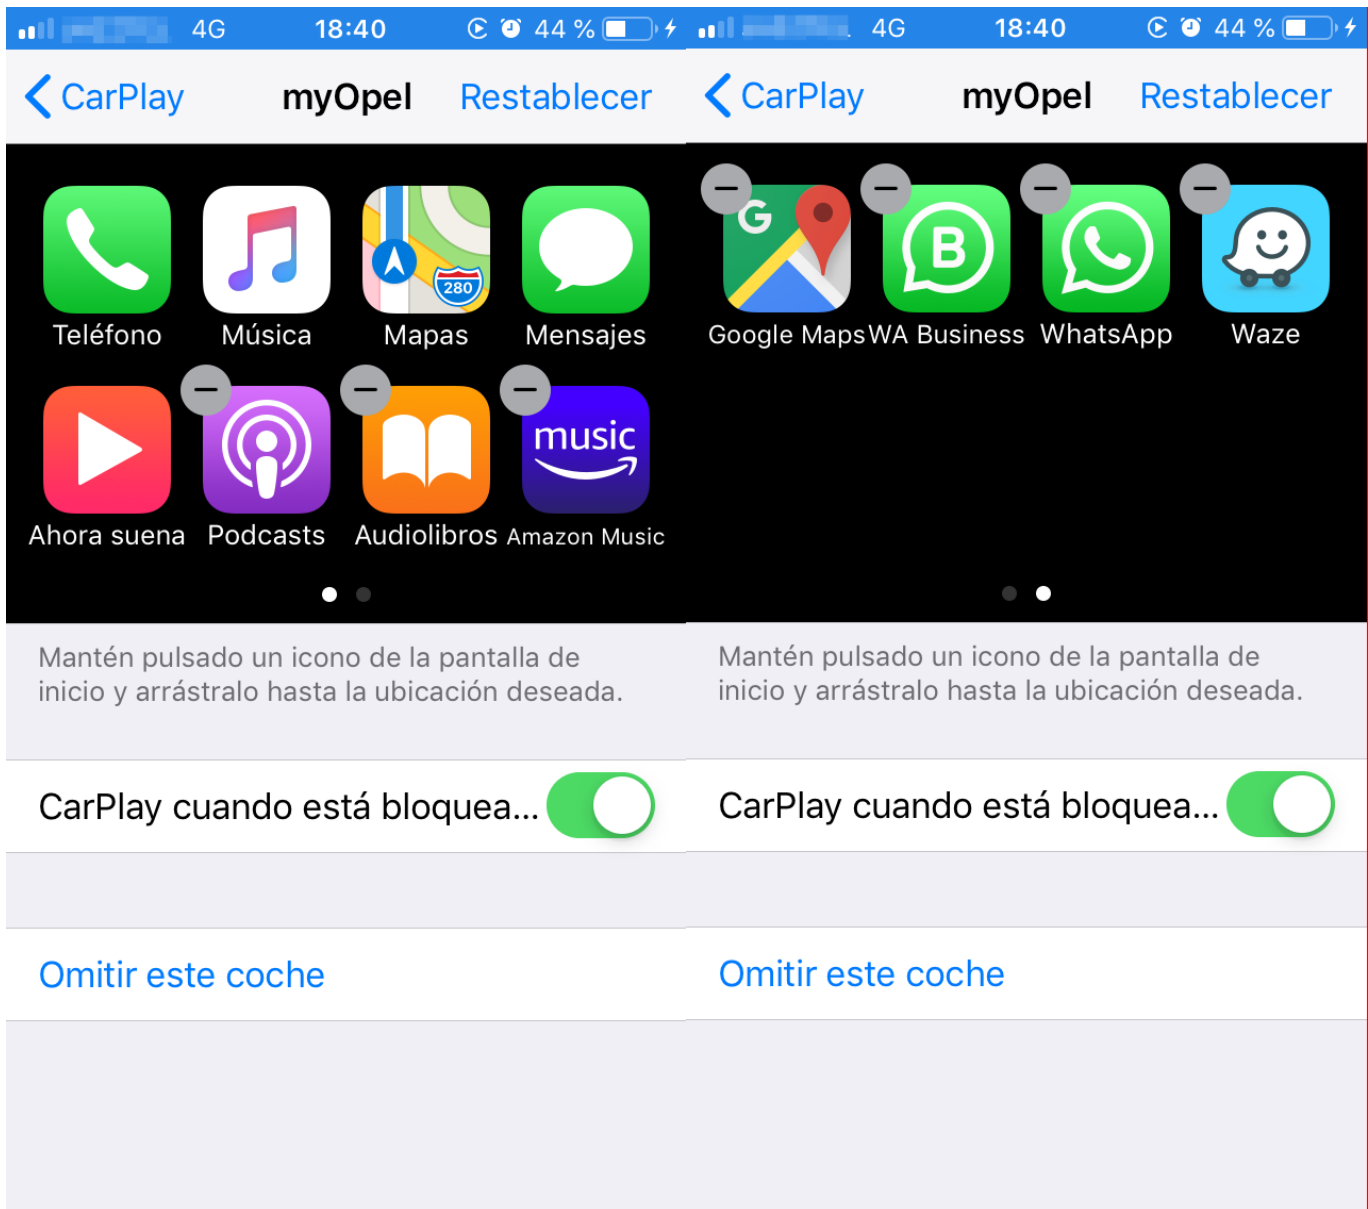 4G 18:40 44 %
CarPlay myOpel Restablecer
280
Teléfono Música Mapas Mensajes
music
Ahora suena Podcasts Audiolibros Amazon Music
Mantén pulsado un icono de la pantalla de
inicio y arrástralo hasta la ubicación deseada.
CarPlay cuando está bloquea...
Omitir este coche
4G 18:40 44 %
CarPlay myOpel Restablecer
G B
Google Maps WA Business WhatsApp Waze
Mantén pulsado un icono de la pantalla de
inicio y arrástralo hasta la ubicación deseada.
CarPlay cuando está bloquea...
Omitir este coche